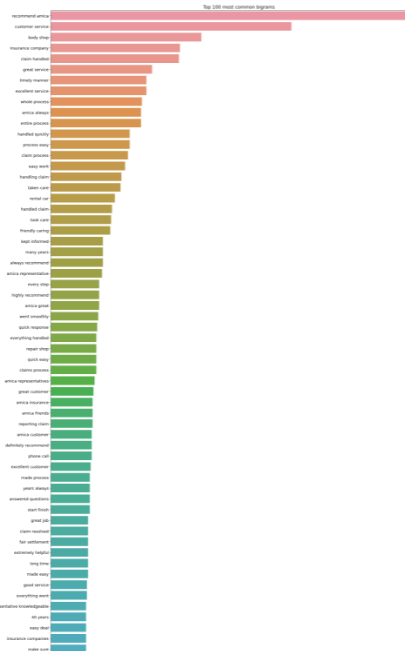 Top 100 most common bigrams
recommend amica
customer service
body shop
insurance company
claim handled
great service
timely manner
excellent service
whole process
amica always
entire process
handled quickly
process easy
claim process
easy work
handling claim
taken care
rental car
handled claim
took care
friendly caring
kept informed
many years
always recommend
amica representative
every step
highly recommend
amica great
went smoothly
quick response
everything handled
repair shop
quick easy
claims process
amica representatives
great customer
amica insurance
amica friends
reporting claim
amica customer
definitely recommend
phone call
excellent customer
made process
years always
answered questions
start finish
great job
claim resolved
fair settlement
extremely helpful
long time
made easy
good service
everything went
entative knowledgeable
years
easy deal
insurance companies
make sure